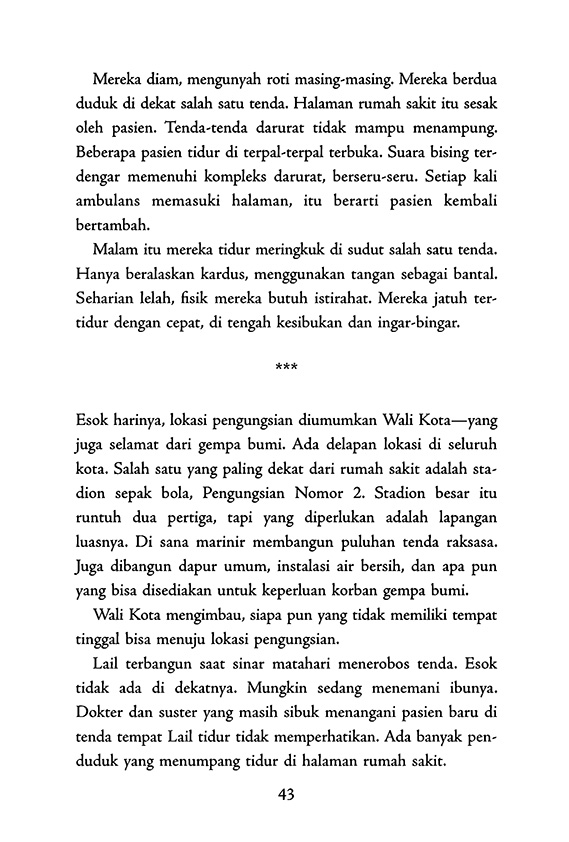 Mereka diam, mengunyah roti masing-masing. Mereka berdua
duduk di dekat salah satu tenda. Halaman rumah sakit itu sesak
oleh pasien. Tenda-tenda darurat tidak mampu menampung.
Beberapa pasien tidur di terpal-terpal terbuka. Suara bising ter-
dengar memenuhi kompleks darurat, berseru-seru. Setiap kali
ambulans memasuki halaman, itu berarti pasien kembali
bertambah.
Malam itu mereka tidur meringkuk di sudut salah satu tenda.
Hanya beralaskan kardus, menggunakan tangan sebagai bantal.
Seharian lelah, fisik mereka butuh istirahat. Mereka jatuh ter-
tidur dengan cepat, di tengah kesibukan dan ingar-bingar.
***
Esok harinya, lokasi pengungsian diumumkan Wali Kota—yang
juga selamat dari gempa bumi. Ada delapan lokasi di seluruh
kota. Salah satu yang paling dekat dari rumah sakit adalah sta-
dion sepak bola, Pengungsian Nomor 2. Stadion besar itu
runtuh dua pertiga, tapi yang diperlukan adalah lapangan
luasnya. Di sana marinir membangun puluhan tenda raksasa.
Juga dibangun dapur umum, instalasi air bersih, dan apa pun
yang bisa disediakan untuk keperluan korban gempa bumi.
Wali Kota mengimbau, siapa pun yang tidak memiliki tempat
tinggal bisa menuju lokasi pengungsian.
Lail terbangun saat sinar matahari menerobos tenda. Esok
tidak ada di dekatnya. Mungkin sedang menemani ibunya.
Dokter dan suster yang masih sibuk menangani pasien baru di
tenda tempat Lail tidur tidak memperhatikan. Ada banyak pen-
duduk yang menumpang tidur di halaman rumah sakit.
43